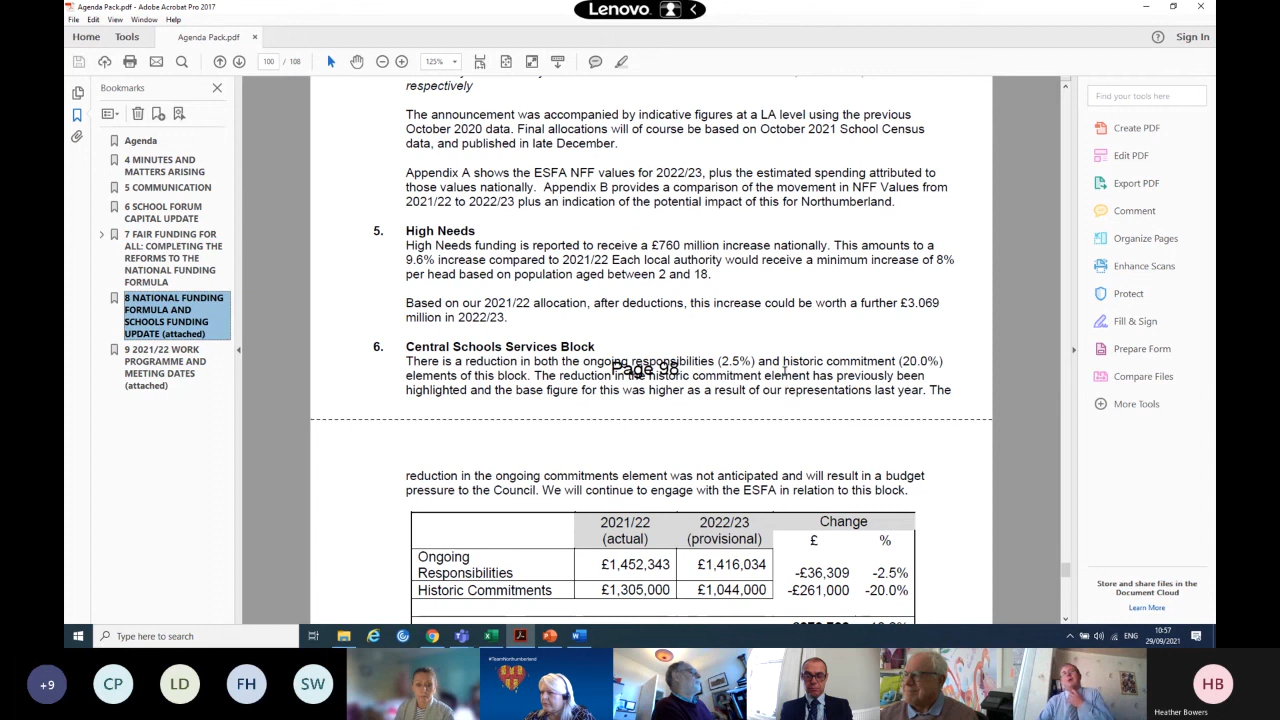 Agenda Pack.pdf - Adobe Acrobat Pro 2017
Lenovo
File Edit View Window Help
Home Tools Agenda Pack.pdf × Sign In
100 / 108 125%
Bookmarks
Agenda
4 MINUTES AND
MATTERS ARISING
5 COMMUNICATION
6 SCHOOL FORUM
CAPITAL UPDATE
7 FAIR FUNDING FOR
ALL: COMPLETING THE
REFORMS TO THE
NATIONAL FUNDING
FORMULA
8 NATIONAL FUNDING
FORMULA AND
SCHOOLS FUNDING
UPDATE (attached)
9 2021/22 WORK
PROGRAMME AND
MEETING DATES
(attached)
respectively
The announcement was accompanied by indicative figures at a LA level using the previous
October 2020 data. Final allocations will of course be based on October 2021 School Census
data, and published in late December.
Appendix A shows the ESFA NFF values for 2022/23, plus the estimated spending attributed to
those values nationally. Appendix B provides a comparison of the movement in NFF Values from
2021/22 to 2022/23 plus an indication of the potential impact of this for Northumberland.
5. High Needs
High Needs funding is reported to receive a £760 million increase nationally. This amounts to a
9.6% increase compared to 2021/22 Each local authority would receive a minimum increase of 8%
per head based on population aged between 2 and 18.
Based on our 2021/22 allocation, after deductions, this increase could be worth a further £3.069
million in 2022/23.
6. Central Schools Services Block
There is a reduction in both the ongoing responsibilities (2.5%) and historic commitment (20.0%)
Page 98
elements of this block. The reduction in the historic commitment element has previously been
highlighted and the base figure for this was higher as a result of our representations last year. The
reduction in the ongoing commitments element was not anticipated and will result in a budget
pressure to the Council. We will continue to engage with the ESFA in relation to this block.
2021/22 2022/23 Change
(actual) (provisional) £ %
Ongoing
Responsibilities £1,452,343 £1,416,034 -£36,309 -2.5%
Historic Commitments £1,305,000 £1,044,000 -£261,000 -20.0%
Find your tools here
Create PDF
Edit PDF
Export PDF
Comment
Organize Pages
Enhance Scans
Protect
Fill & Sign
Prepare Form
Compare Files
More Tools
Store and share files in the
Document Cloud
Learn More
Type here to search
ENG
10:57
29/09/2021
+9
CP
LD
FH
SW
#TeamNorthumberland
HB
Heather Bowers